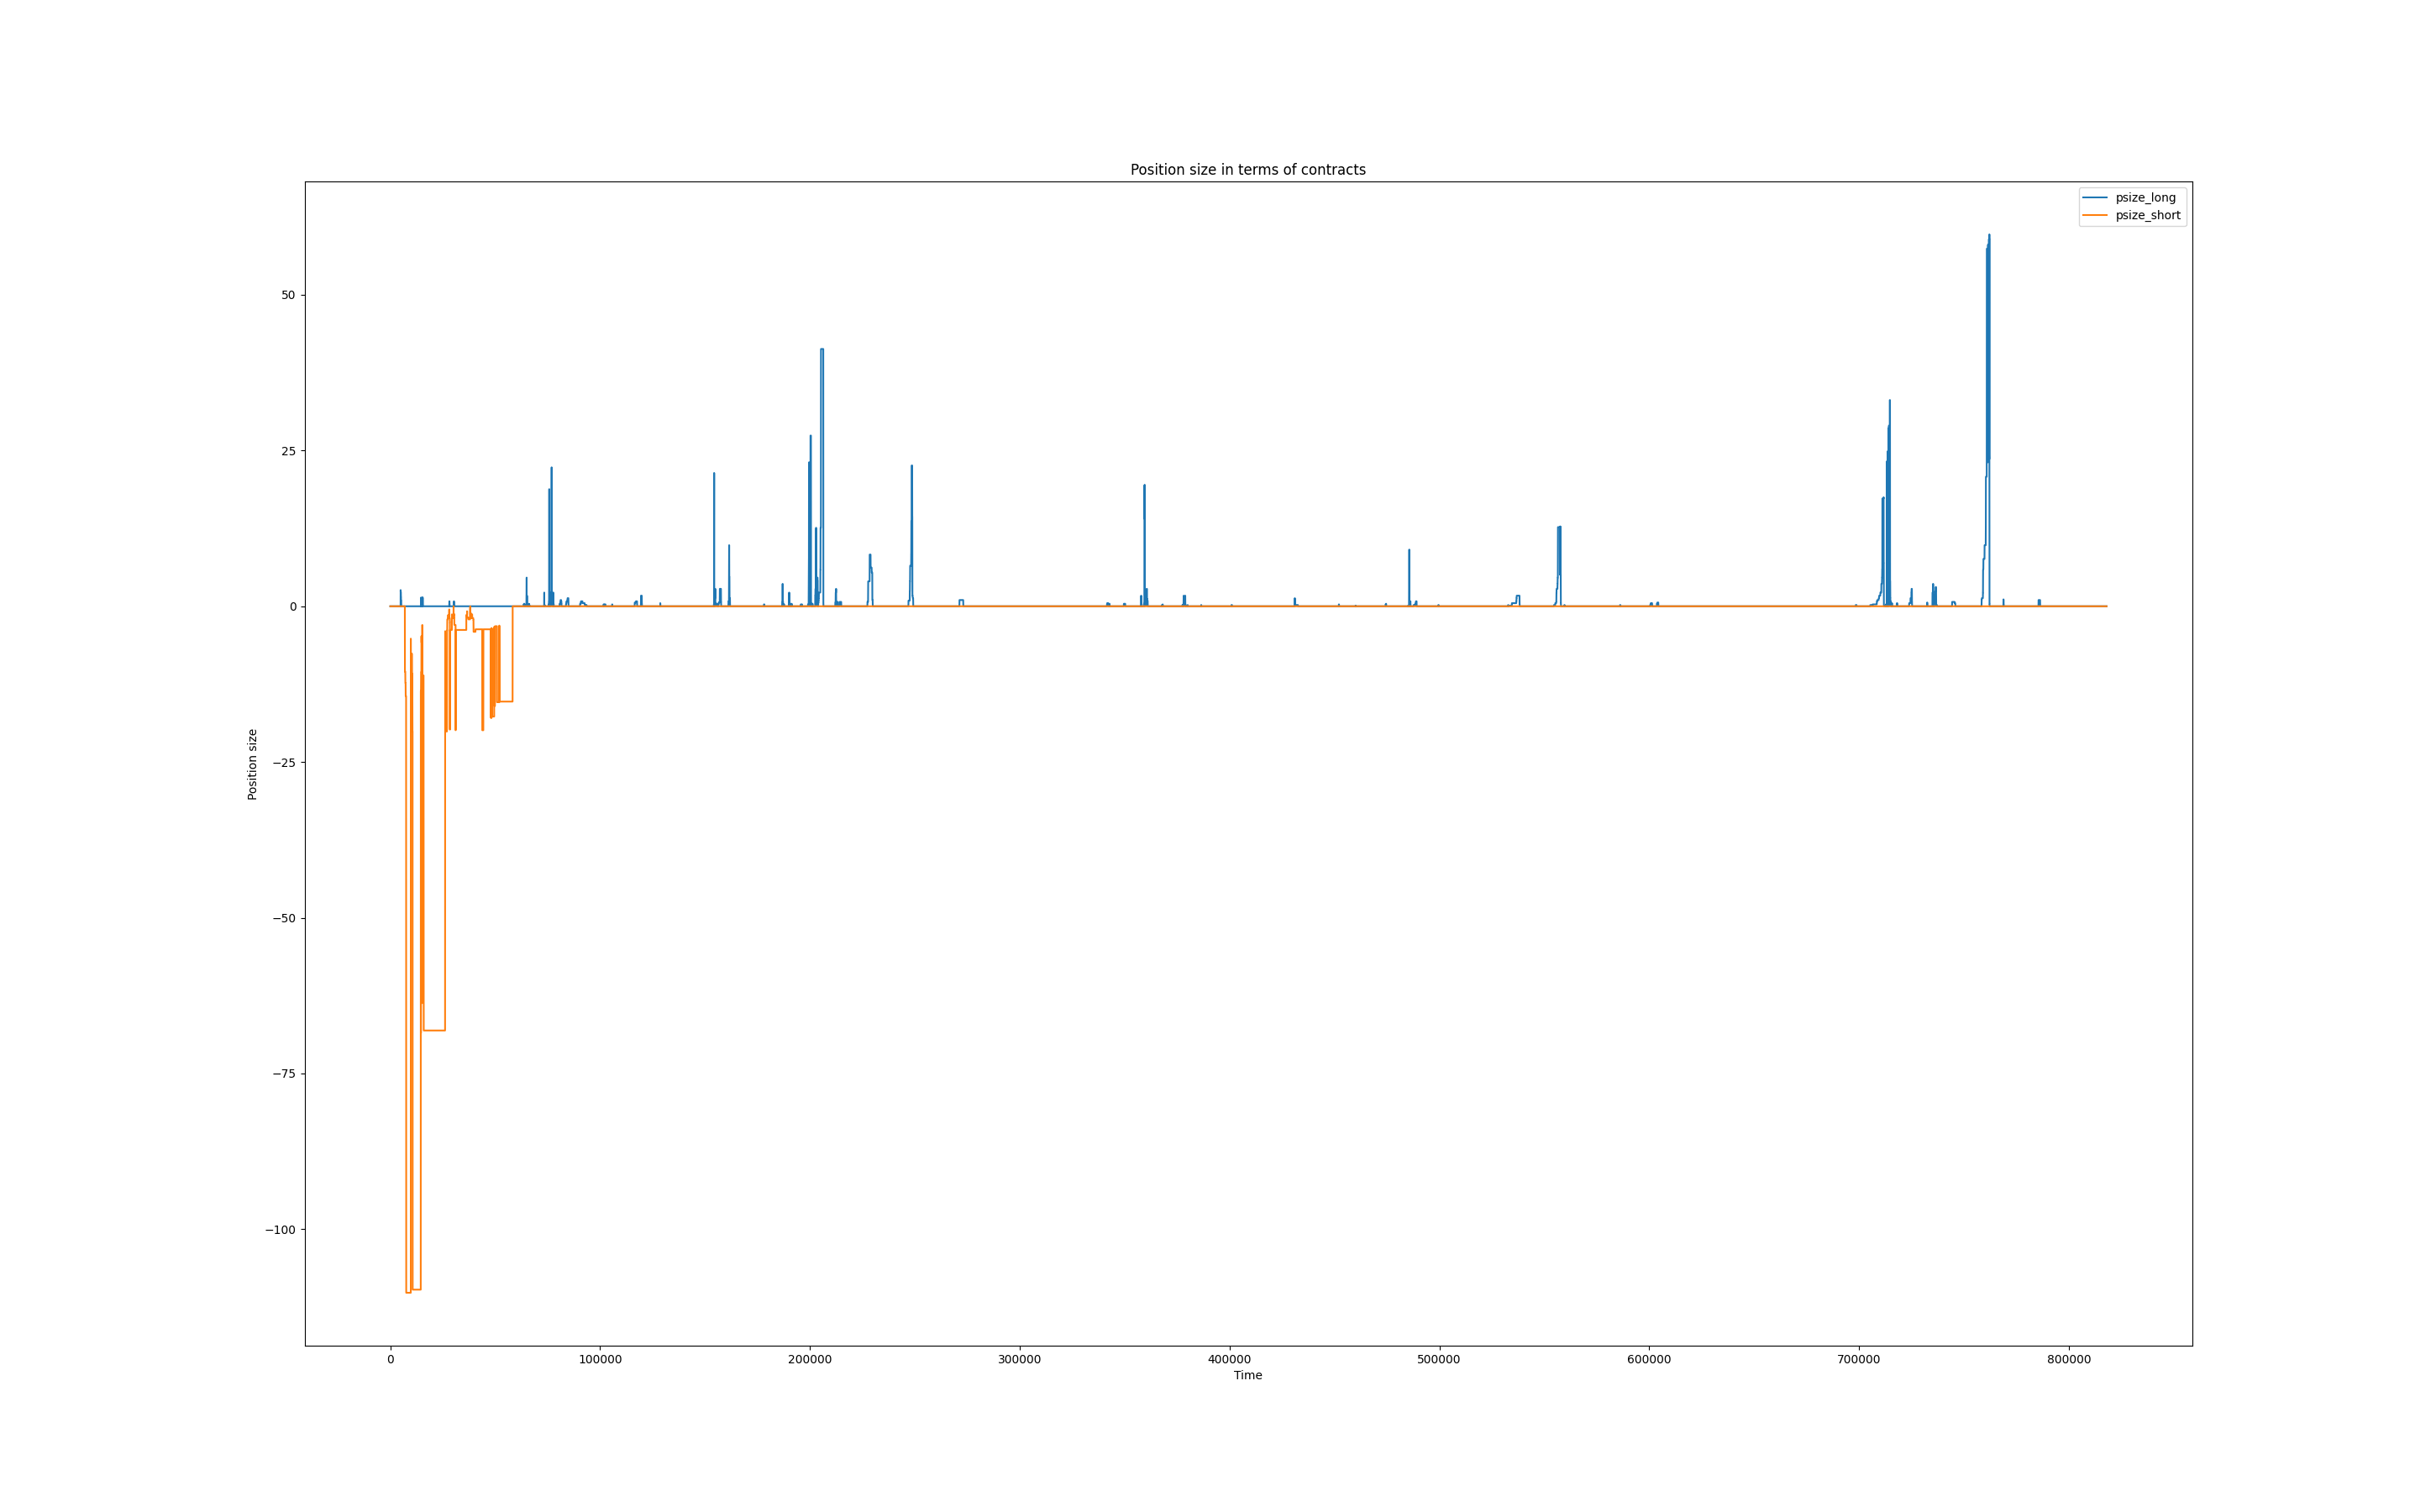 Position size in terms of contracts
psize_long
psize_short
50
25
0
−25
−50
−75
−100
Position size
0 100000 200000 300000 400000 500000 600000 700000 800000
Time